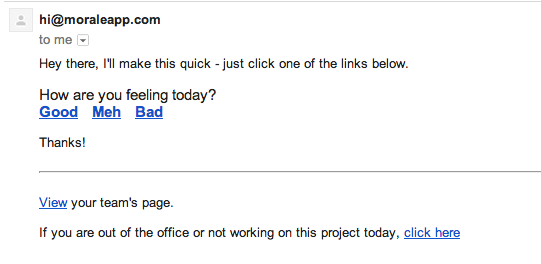 hi@moraleapp.com
to me
Hey there, I'll make this quick - just click one of the links below.
How are you feeling today?
Good Meh Bad
Thanks!
View your team's page.
If you are out of the office or not working on this project today, click here